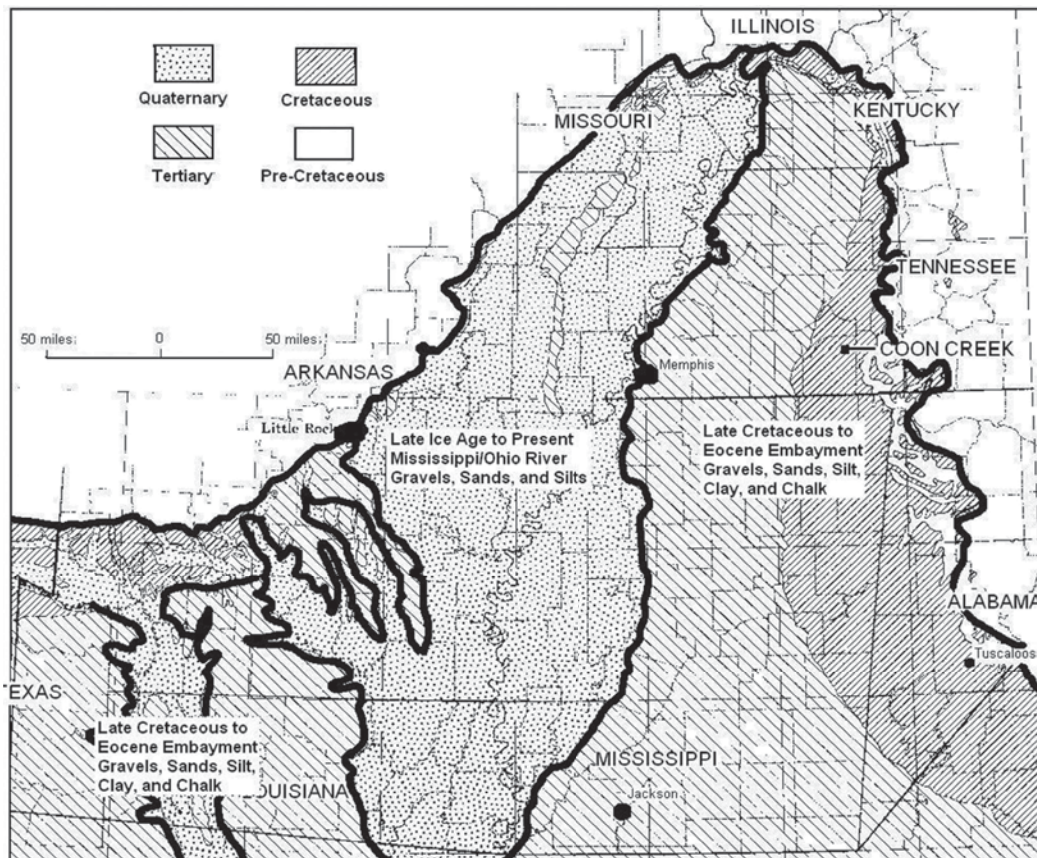 ILLINOIS
Quaternary
Cretaceous
KENTUCKY
MISSOURI
Tertiary
Pre-Cretaceous
TENNESSEE
50 miles
0
50 miles
COON CREEK
ARKANSAS
Memphis
Little Rock
Late Ice Age to Present
Mississippi/Ohio River
Gravels, Sands, and Silts
Late Cretaceous to
Eocene Embayment
Gravels, Sands, Silt,
Clay, and Chalk
ALABAMA
Tuscaloos
TEXAS
Late Cretaceous to
Eocene Embayment
Gravels, Sands, Silt,
Clay, and Chalk
MISSISSIPPI
OUISIANA
Jackson